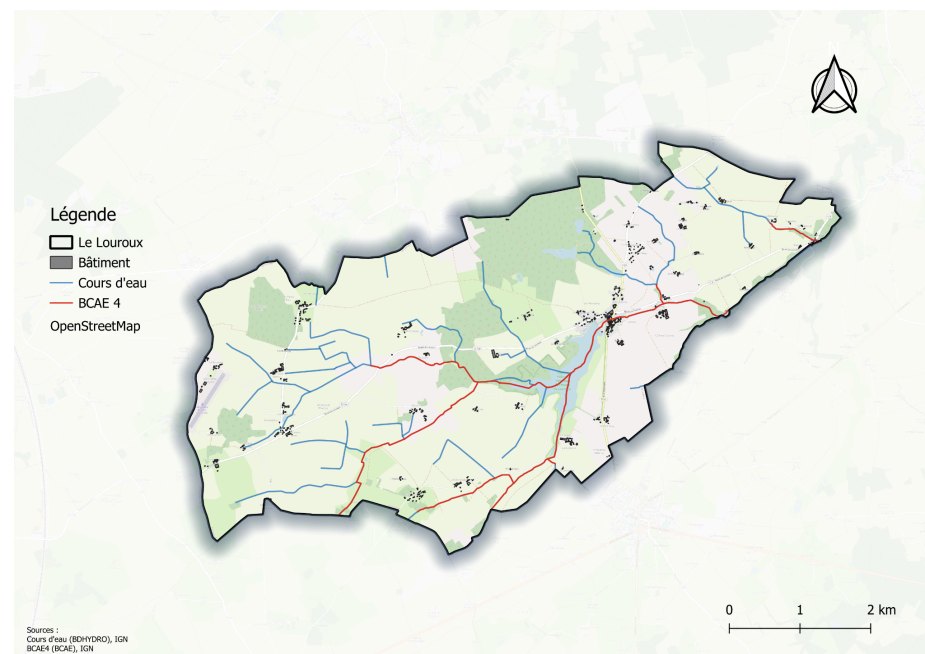 Légende
Le Louroux
Bâtiment
Cours d'eau
BCAE 4
OpenStreetMap
0 1 2 km
Sources :
Cours d'eau (BDHYDRO), IGN
BCAE4 (BCAE), IGN